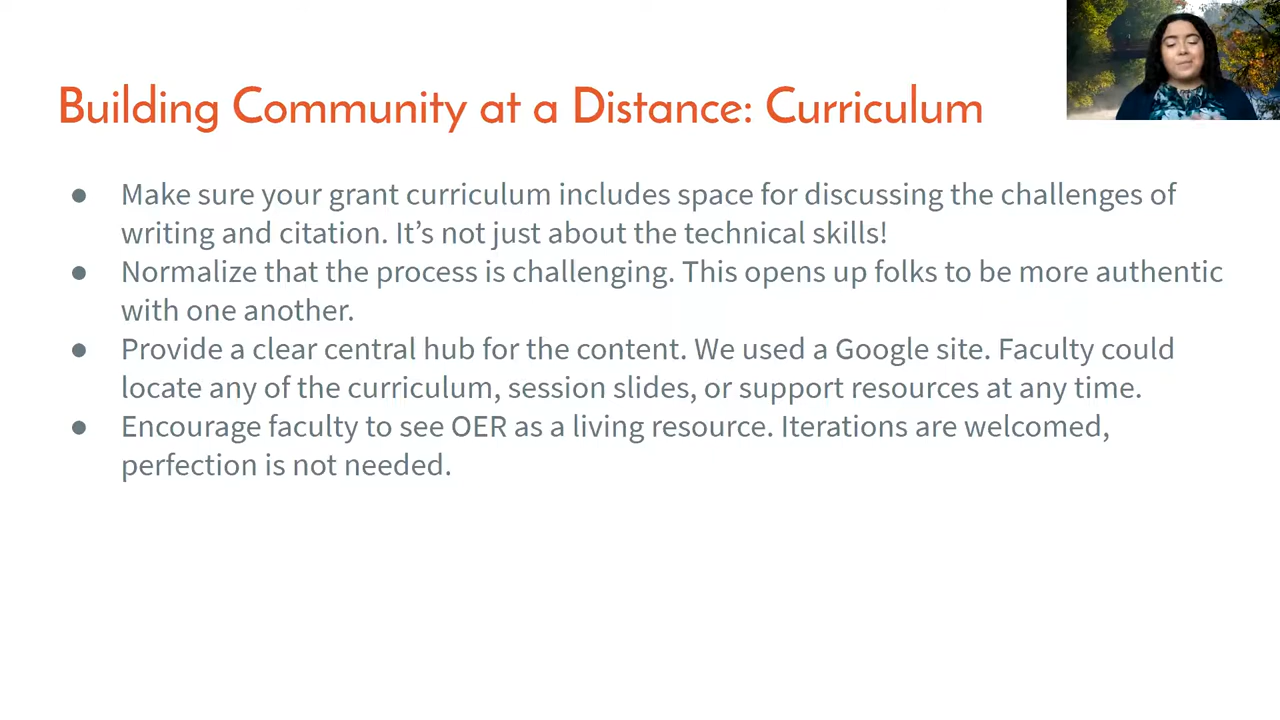 Building Community at a Distance: Curriculum
● Make sure your grant curriculum includes space for discussing the challenges of
writing and citation. It’s not just about the technical skills!
● Normalize that the process is challenging. This opens up folks to be more authentic
with one another.
● Provide a clear central hub for the content. We used a Google site. Faculty could
locate any of the curriculum, session slides, or support resources at any time.
● Encourage faculty to see OER as a living resource. Iterations are welcomed,
perfection is not needed.